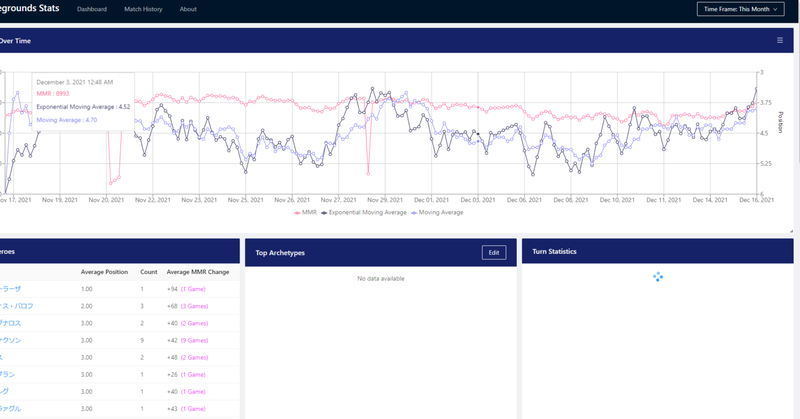 egrounds Stats Dashboard Match History About Time Frame: This Month
Over Time
December 3, 2021 12:48 AM
MMR : 8993
Exponential Moving Average : 4.52
Moving Average : 4.70
3
3.75
4.5
5.25
6
Position
Nov 17, 2021 Nov 19, 2021 Nov 20, 2021 Nov 22, 2021 Nov 23, 2021 Nov 25, 2021 Nov 26, 2021 Nov 27, 2021 Nov 29, 2021 Dec 01, 2021 Dec 03, 2021 Dec 05, 2021 Dec 08, 2021 Dec 10, 2021 Dec 11, 2021 Dec 14, 2021 Dec 16, 2021
MMR Exponential Moving Average Moving Average
eroes
Average Position Count Average MMR Change
ーラーザ 1.00 1 +94 (1 Game)
ス・バロフ 2.00 3 +68 (3 Games)
グナロス 3.00 2 +40 (2 Games)
ァクソン 3.00 9 +42 (9 Games)
ス 3.00 2 +48 (2 Games)
ブラン 3.00 1 +26 (1 Game)
ング 3.00 1 +40 (1 Game)
ラァグル 3.00 1 +43 (1 Game)
Top Archetypes Edit
No data available
Turn Statistics